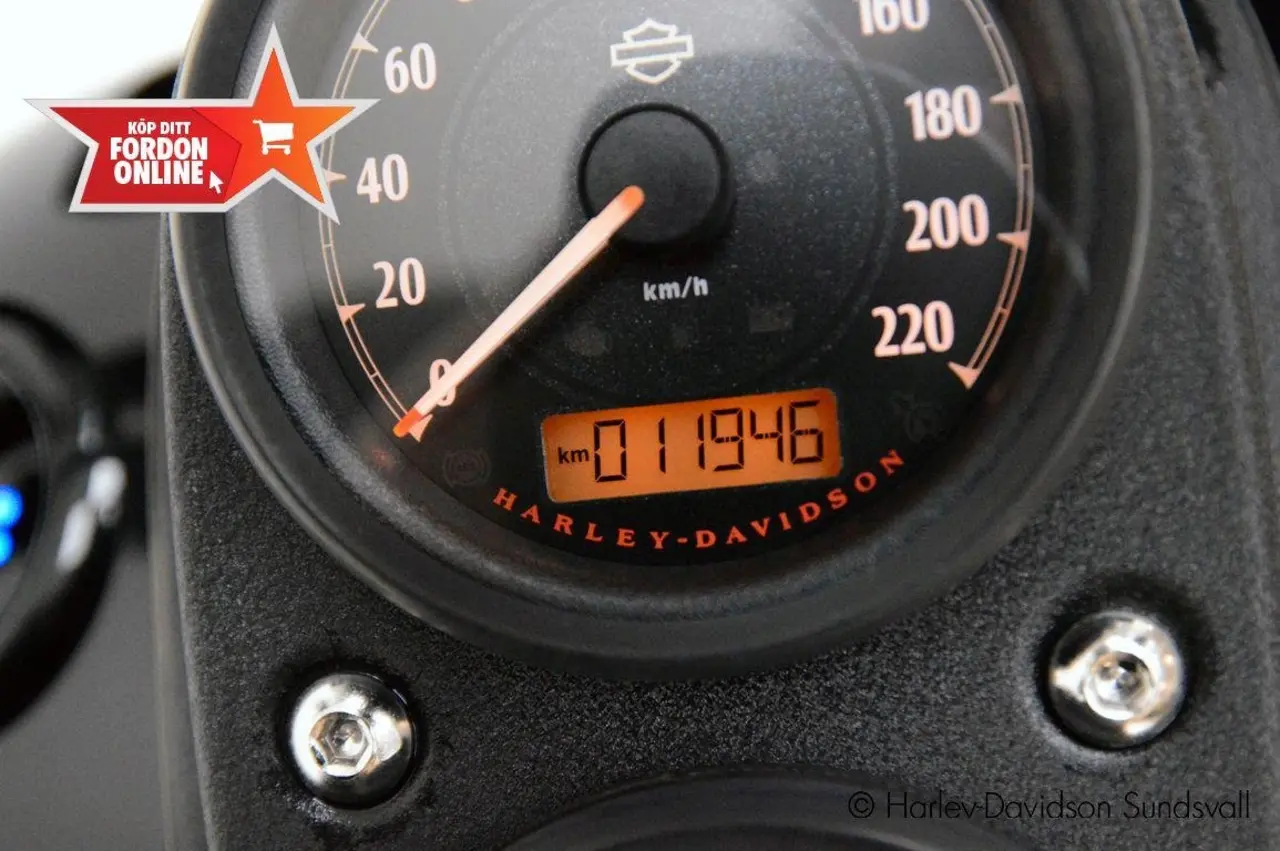 KÖP DITT
FORDON
ONLINE
60
40
20
0
160
180
200
220
km/h
km 011946
HARLEY-DAVIDSON
© Harley-Davidson Sundsvall